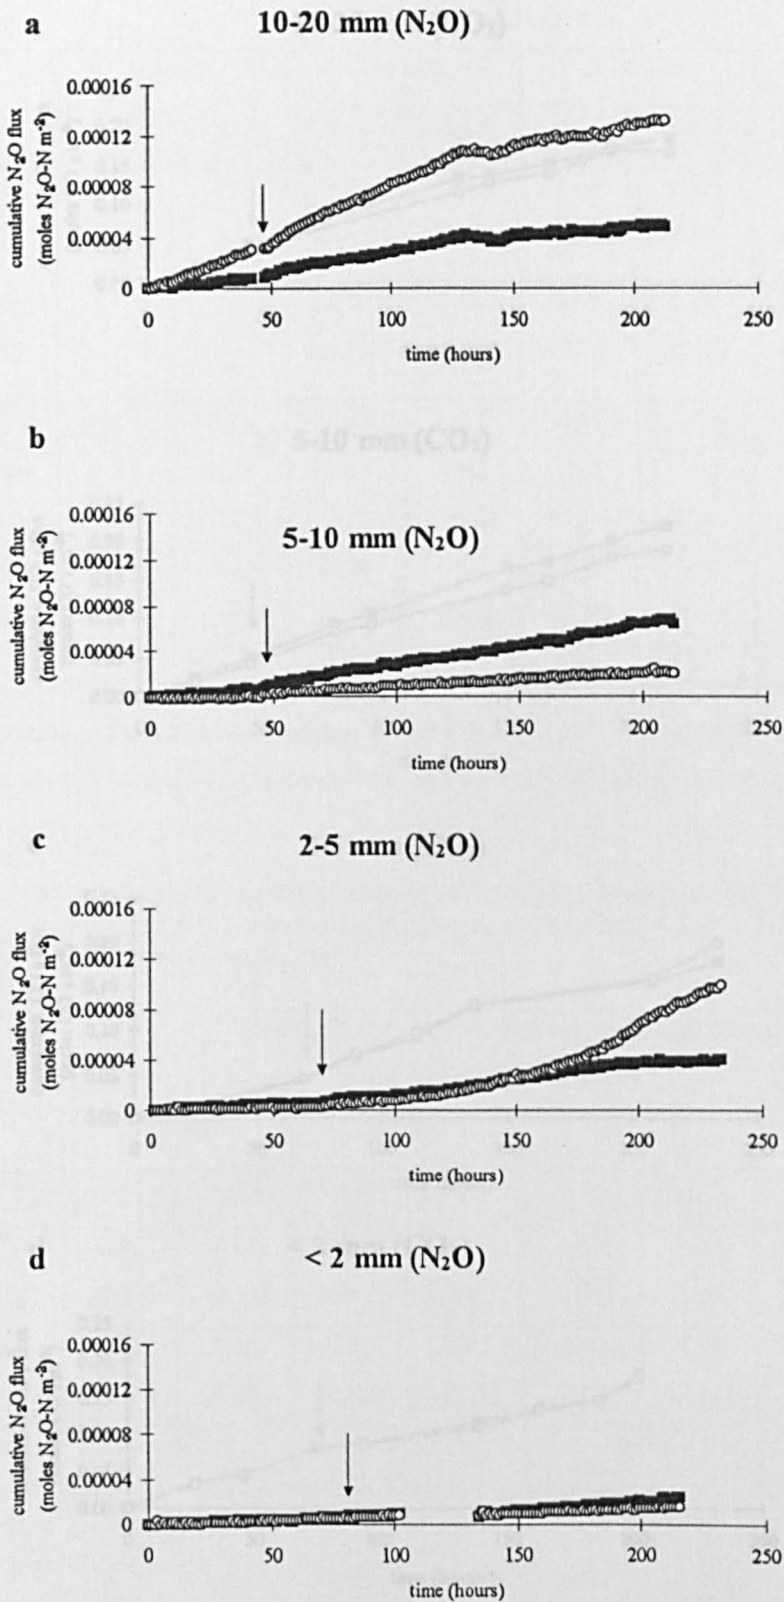 a
10-20 mm (N₂O)
cumulative N₂O flux
(moles N₂O-N m⁻²)
0.00016
0.00012
0.00008
0.00004
0
0 50 100 150 200 250
time (hours)
b
5-10 mm (CO₂)
5-10 mm (N₂O)
cumulative N₂O flux
(moles N₂O-N m⁻²)
0.00016
0.00012
0.00008
0.00004
0
0 50 100 150 200 250
time (hours)
c
2-5 mm (N₂O)
cumulative N₂O flux
(moles N₂O-N m⁻²)
0.00016
0.00012
0.00008
0.00004
0
0 50 100 150 200 250
time (hours)
d
< 2 mm (N₂O)
cumulative N₂O flux
(moles N₂O-N m⁻²)
0.00016
0.00012
0.00008
0.00004
0
0 50 100 150 200 250
time (hours)